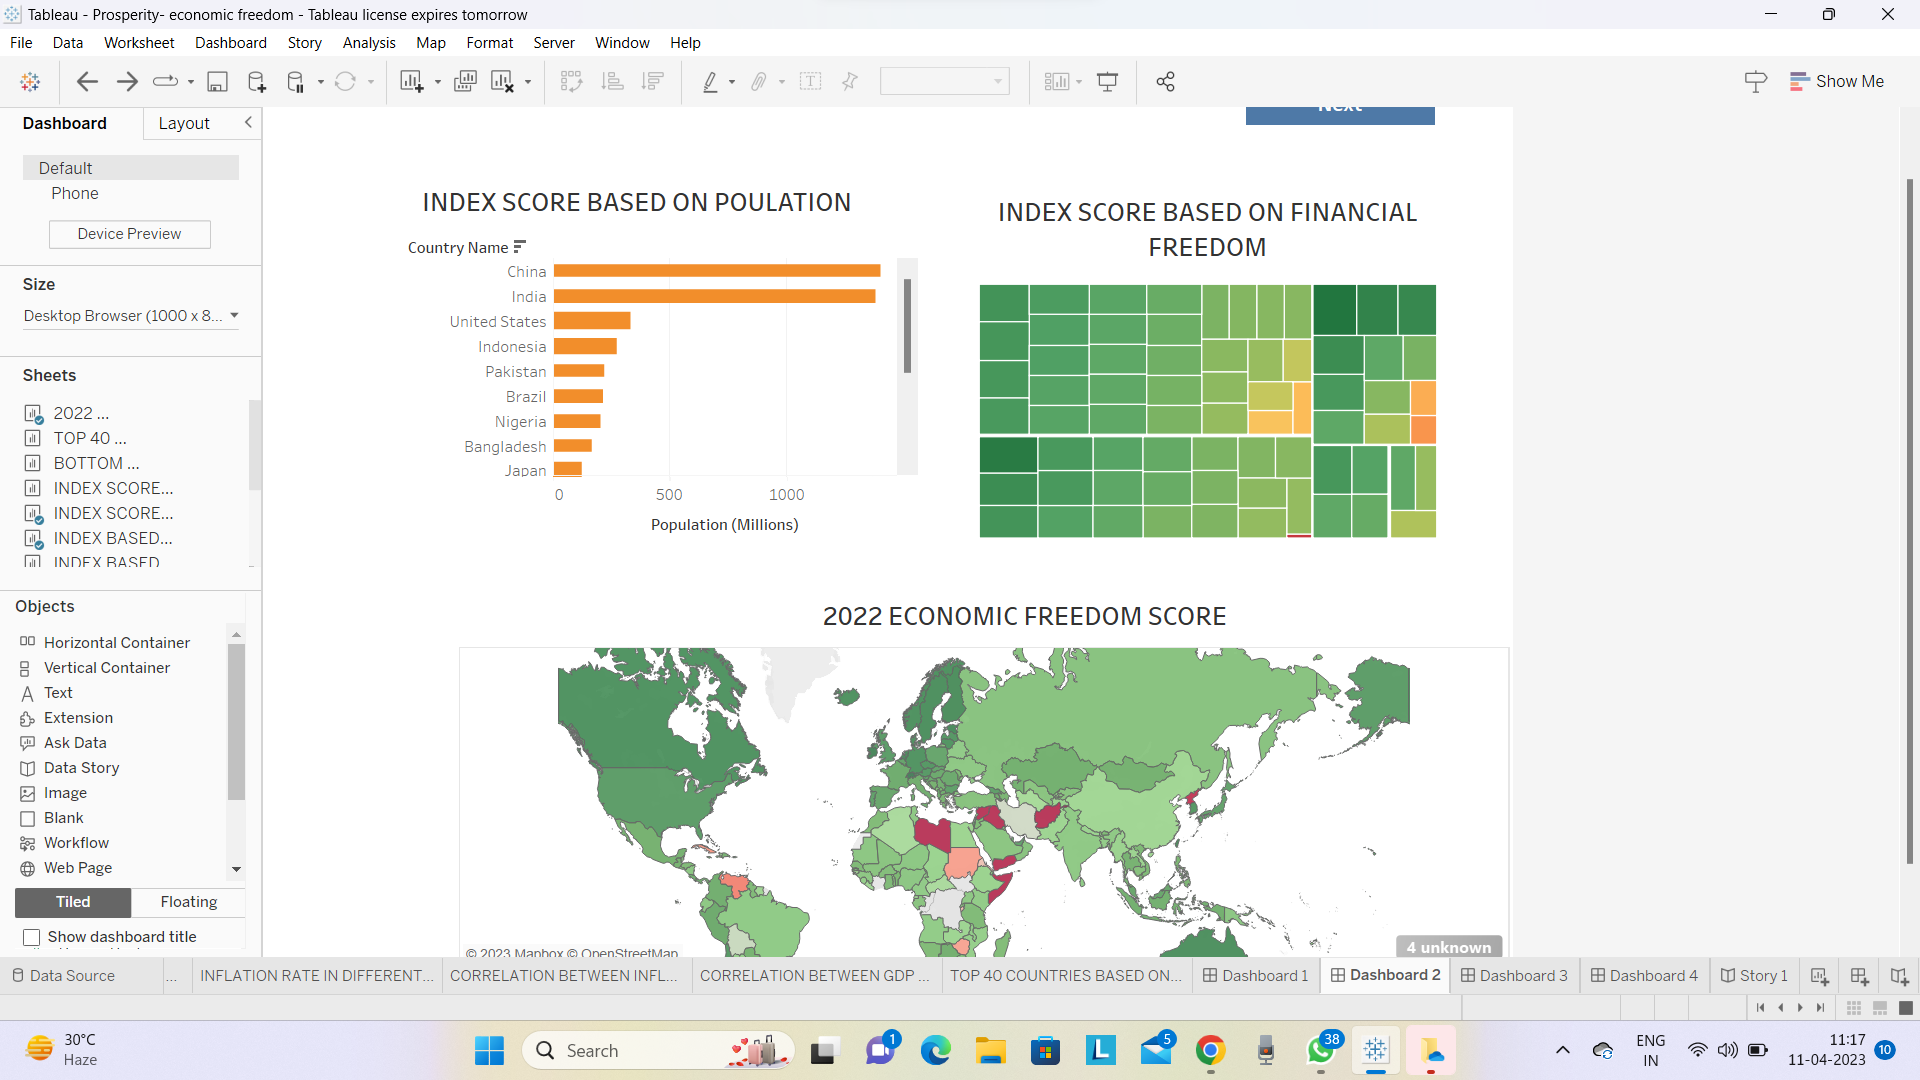 Tableau - Prosperity- economic freedom - Tableau license expires tomorrow
File Data Worksheet Dashboard Story Analysis Map Format Server Window Help
Show Me
Dashboard Layout
Default
Phone
Device Preview
Size
Desktop Browser (1000 x 8...
Sheets
2022 ...
TOP 40 ...
BOTTOM ...
INDEX SCORE...
INDEX SCORE...
INDEX BASED...
INDEX BASED
Objects
Horizontal Container
Vertical Container
Text
Extension
Ask Data
Data Story
Image
Blank
Workflow
Web Page
Tiled Floating
Show dashboard title
Next
INDEX SCORE BASED ON POULATION
Country Name
China
India
United States
Indonesia
Pakistan
Brazil
Nigeria
Bangladesh
Japan
0 500 1000
Population (Millions)
INDEX SCORE BASED ON FINANCIAL
FREEDOM
2022 ECONOMIC FREEDOM SCORE
© 2023 Mapbox © OpenStreetMap
4 unknown
Data Source ... INFLATION RATE IN DIFFERENT... CORRELATION BETWEEN INFL... CORRELATION BETWEEN GDP ... TOP 40 COUNTRIES BASED ON... Dashboard 1 Dashboard 2 Dashboard 3 Dashboard 4 Story 1
30°C
Haze
Search
1
L
5
38
ENG
IN
11:17
11-04-2023
10